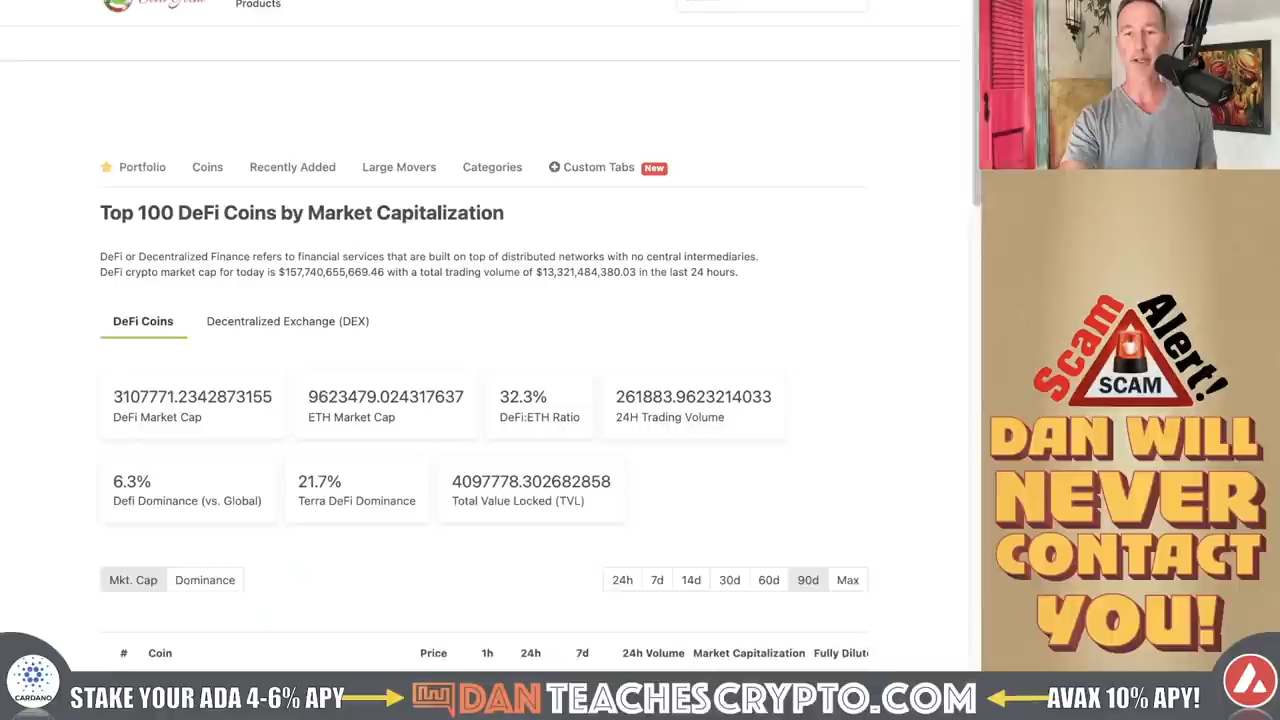 Products
Portfolio
Coins
Recently Added
Large Movers
Categories
Custom Tabs New
Top 100 DeFi Coins by Market Capitalization
DeFi or Decentralized Finance refers to financial services that are built on top of distributed networks with no central intermediaries.
DeFi crypto market cap for today is $157,740,655,669.46 with a total trading volume of $13,321,484,380.03 in the last 24 hours.
DeFi Coins
Decentralized Exchange (DEX)
3107771.2342873155
DeFi Market Cap
9623479.024317637
ETH Market Cap
32.3%
DeFi:ETH Ratio
261883.9623214033
24H Trading Volume
6.3%
Defi Dominance (vs. Global)
21.7%
Terra DeFi Dominance
4097778.302682858
Total Value Locked (TVL)
Mkt. Cap
Dominance
24h
7d
14d
30d
60d
90d
Max
#
Coin
Price
1h
24h
7d
24h Volume
Market Capitalization
Fully Dilut
Scam Alert!
SCAM
DAN WILL
NEVER
CONTACT
YOU!
CARDANO
STAKE YOUR ADA 4-6% APY
DANTEACHESCRYPTO.COM
AVAX 10% APY!